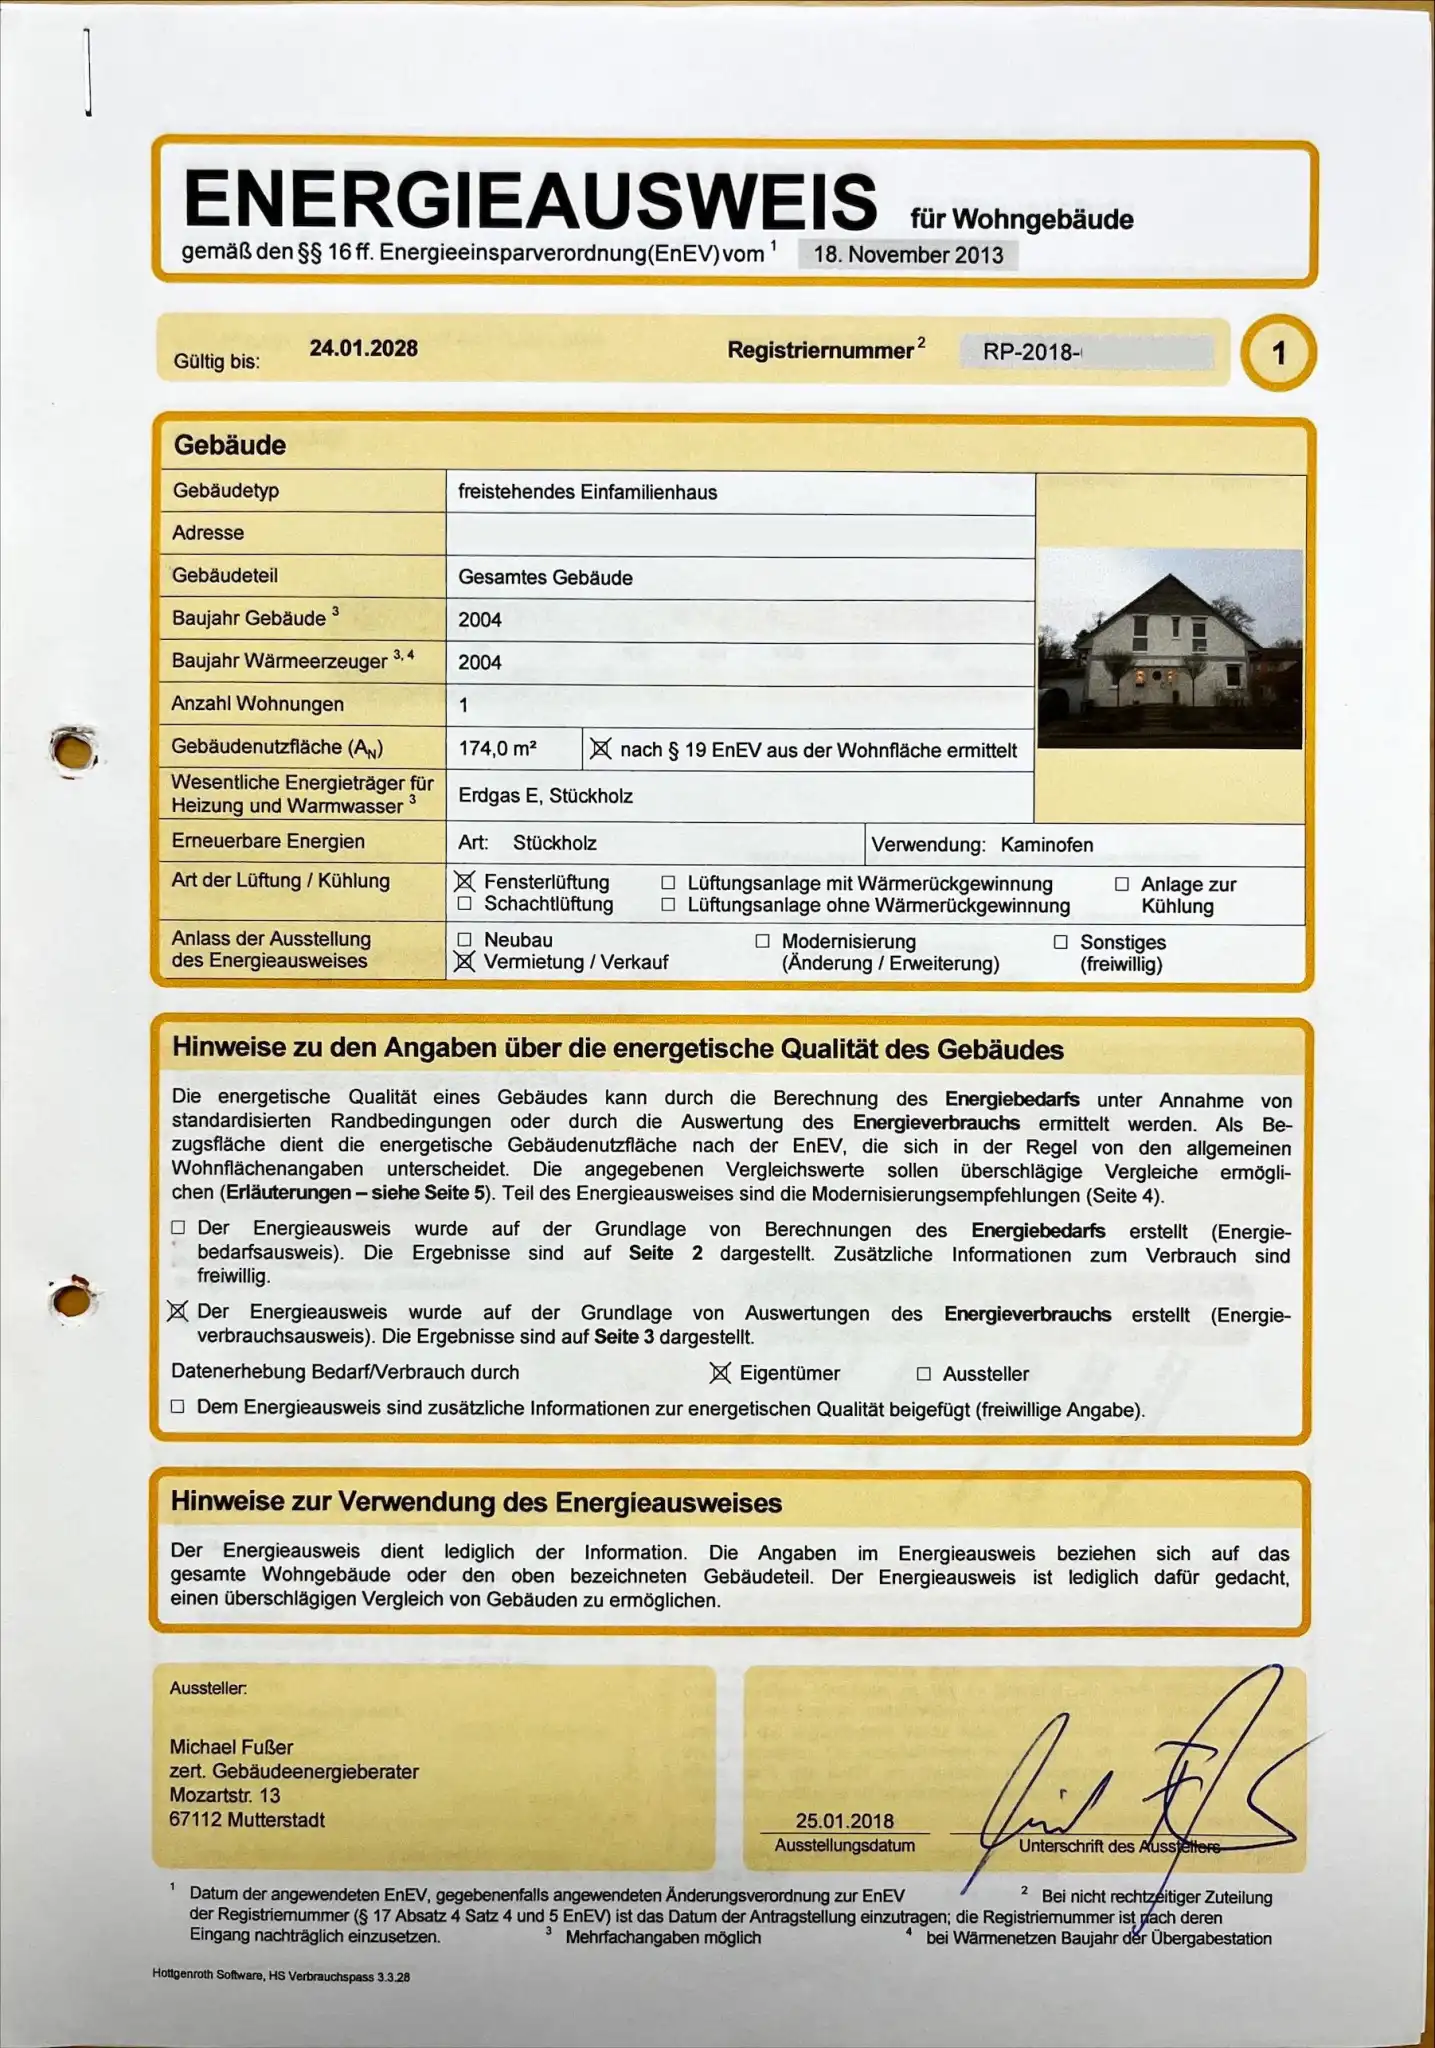 ENERGIEAUSWEIS für Wohngebäude
gemäß den §§ 16 ff. Energieeinsparverordnung(EnEV) vom ¹ 18. November 2013
Gültig bis: 24.01.2028 Registriernummer ² RP-2018- 1
Gebäude
Gebäudetyp freistehendes Einfamilienhaus
Adresse
Gebäudeteil Gesamtes Gebäude
Baujahr Gebäude ³ 2004
Baujahr Wärmeerzeuger ³, ⁴ 2004
Anzahl Wohnungen 1
Gebäudenutzfläche (AN) 174,0 m² ☒ nach § 19 EnEV aus der Wohnfläche ermittelt
Wesentliche Energieträger für
Heizung und Warmwasser ³ Erdgas E, Stückholz
Erneuerbare Energien Art: Stückholz Verwendung: Kaminofen
Art der Lüftung / Kühlung ☒ Fensterlüftung ☐ Lüftungsanlage mit Wärmerückgewinnung ☐ Anlage zur
☐ Schachtlüftung ☐ Lüftungsanlage ohne Wärmerückgewinnung Kühlung
Anlass der Ausstellung ☐ Neubau ☐ Modernisierung ☐ Sonstiges
des Energieausweises ☒ Vermietung / Verkauf (Änderung / Erweiterung) (freiwillig)
Hinweise zu den Angaben über die energetische Qualität des Gebäudes
Die energetische Qualität eines Gebäudes kann durch die Berechnung des Energiebedarfs unter Annahme von
standardisierten Randbedingungen oder durch die Auswertung des Energieverbrauchs ermittelt werden. Als Be-
zugsfläche dient die energetische Gebäudenutzfläche nach der EnEV, die sich in der Regel von den allgemeinen
Wohnflächenangaben unterscheidet. Die angegebenen Vergleichswerte sollen überschlägige Vergleiche ermögli-
chen (Erläuterungen – siehe Seite 5). Teil des Energieausweises sind die Modernisierungsempfehlungen (Seite 4).
☐ Der Energieausweis wurde auf der Grundlage von Berechnungen des Energiebedarfs erstellt (Energie-
bedarfsausweis). Die Ergebnisse sind auf Seite 2 dargestellt. Zusätzliche Informationen zum Verbrauch sind
freiwillig.
☒ Der Energieausweis wurde auf der Grundlage von Auswertungen des Energieverbrauchs erstellt (Energie-
verbrauchsausweis). Die Ergebnisse sind auf Seite 3 dargestellt.
Datenerhebung Bedarf/Verbrauch durch ☒ Eigentümer ☐ Aussteller
☐ Dem Energieausweis sind zusätzliche Informationen zur energetischen Qualität beigefügt (freiwillige Angabe).
Hinweise zur Verwendung des Energieausweises
Der Energieausweis dient lediglich der Information. Die Angaben im Energieausweis beziehen sich auf das
gesamte Wohngebäude oder den oben bezeichneten Gebäudeteil. Der Energieausweis ist lediglich dafür gedacht,
einen überschlägigen Vergleich von Gebäuden zu ermöglichen.
Aussteller:
Michael Fußer
zert. Gebäudeenergieberater
Mozartstr. 13
67112 Mutterstadt
25.01.2018
Ausstellungsdatum Unterschrift des Ausstellers
¹ Datum der angewendeten EnEV, gegebenenfalls angewendeten Änderungsverordnung zur EnEV ² Bei nicht rechtzeitiger Zuteilung
der Registriernummer (§ 17 Absatz 4 Satz 4 und 5 EnEV) ist das Datum der Antragstellung einzutragen; die Registriernummer ist nach deren
Eingang nachträglich einzusetzen. ³ Mehrfachangaben möglich ⁴ bei Wärmenetzen Baujahr der Übergabestation
Hottgenroth Software, HS Verbrauchspass 3.3.28